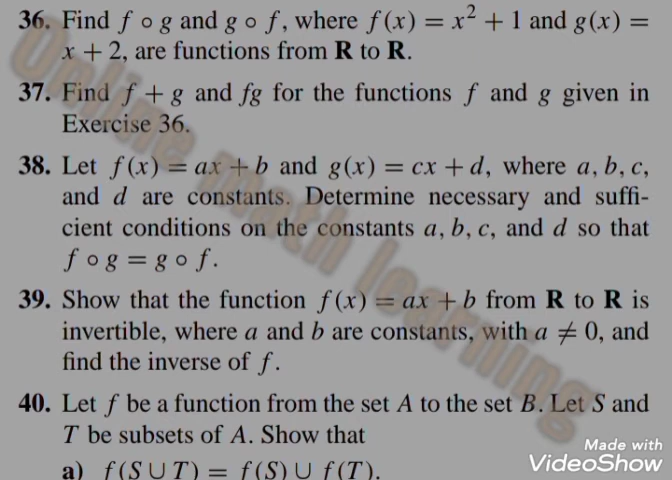 36. Find f ∘ g and g ∘ f, where f(x) = x² + 1 and g(x) =
x + 2, are functions from R to R.
37. Find f + g and fg for the functions f and g given in
Exercise 36.
38. Let f(x) = ax + b and g(x) = cx + d, where a, b, c,
and d are constants. Determine necessary and suffi-
cient conditions on the constants a, b, c, and d so that
f ∘ g = g ∘ f.
39. Show that the function f(x) = ax + b from R to R is
invertible, where a and b are constants, with a ≠ 0, and
find the inverse of f.
40. Let f be a function from the set A to the set B. Let S and
T be subsets of A. Show that
a) f(S ∪ T) = f(S) ∪ f(T).
Online math learning
Made with
VideoShow